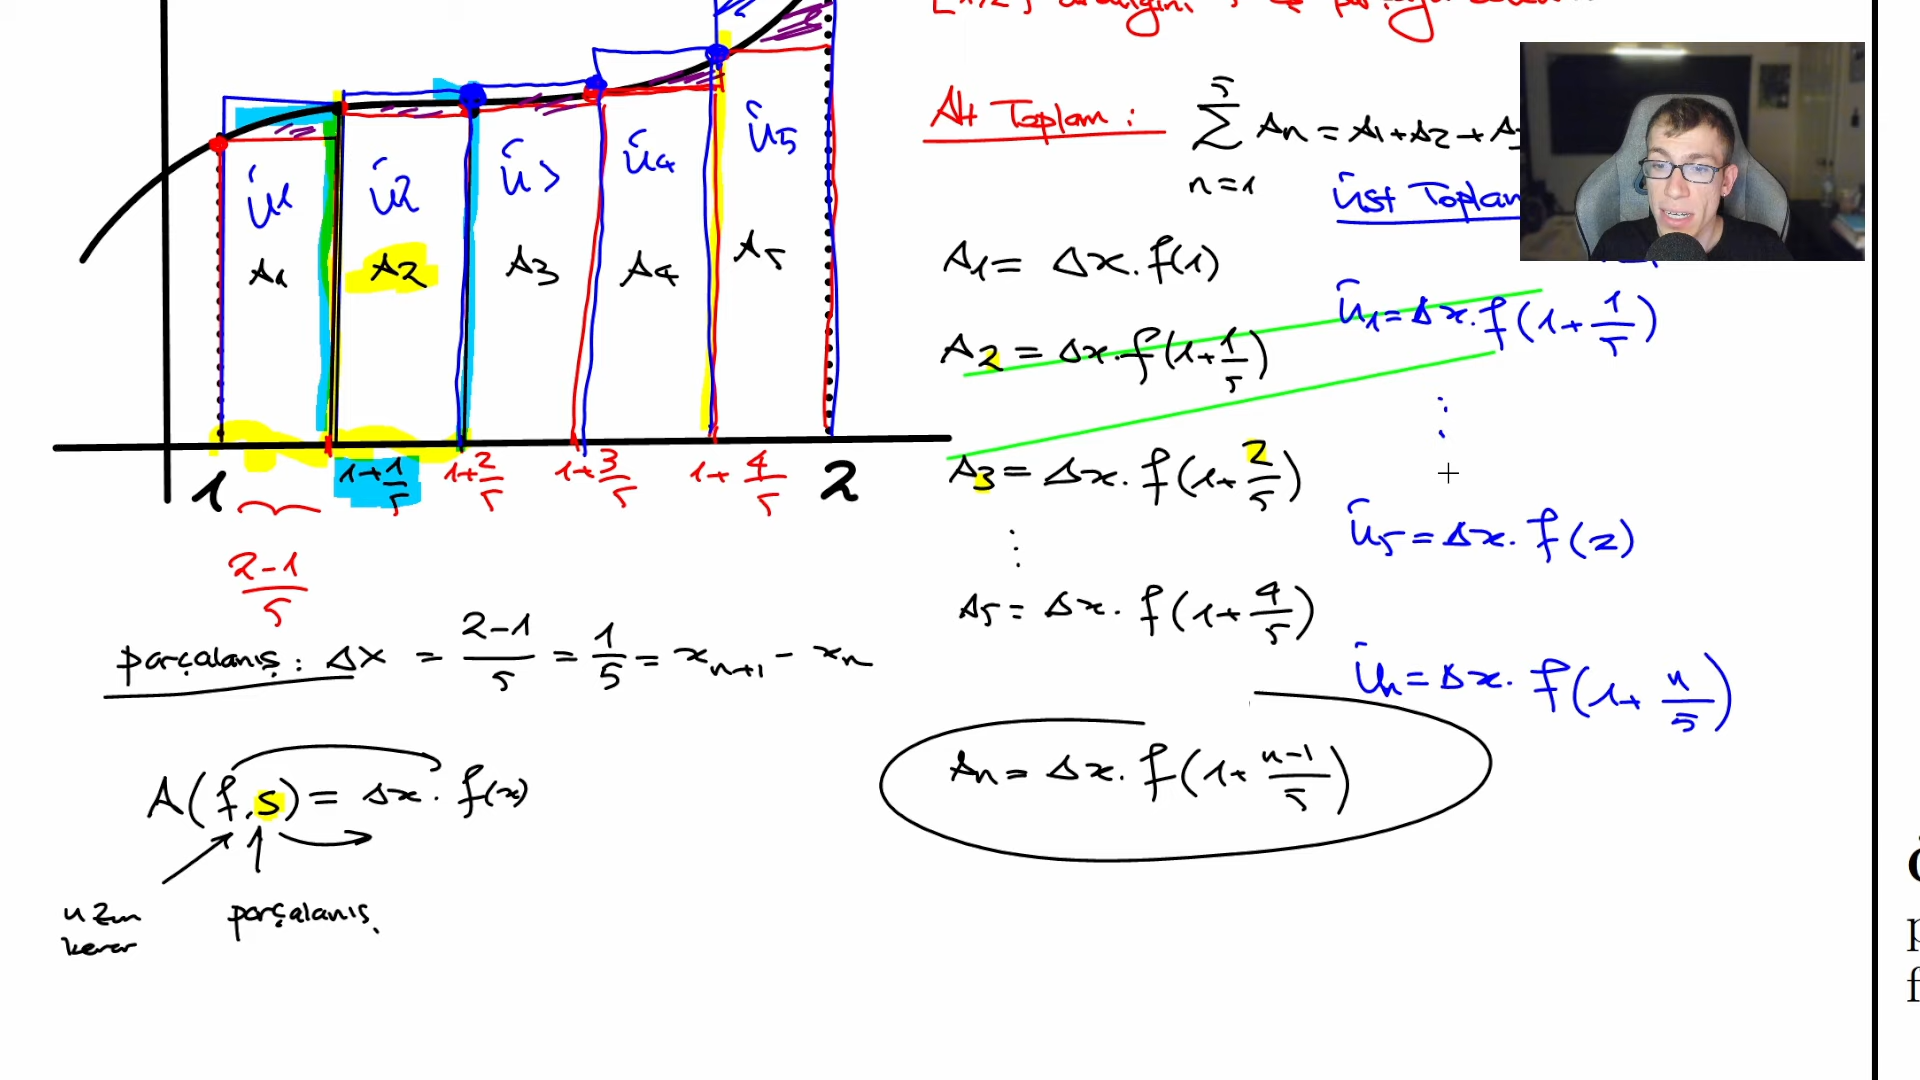 Alt Toplam :
5
∑ An = A1 + A2 + A3
n=1
Üst Toplam
Ü1 Ü2 Ü3 Ü4 Ü5
A1 A2 A3 A4 A5
A1 = Δx. f(1)
Ü1 = Δx. f(1+1/5)
A2 = Δx. f(1+1/5)
⋮
A3 = Δx. f(1+2/5)
Ü5 = Δx. f(2)
⋮
A5 = Δx. f(1+4/5)
Ün = Δx. f(1+n/5)
An = Δx. f(1+(n-1)/5)
1 1+1/5 1+2/5 1+3/5 1+4/5 2
(2-1)/5
parçalanış : ΔX = (2-1)/5 = 1/5 = xn+1 - xn
A(f,s) = Δx. f(x)
uzun
kenar
parçalanış